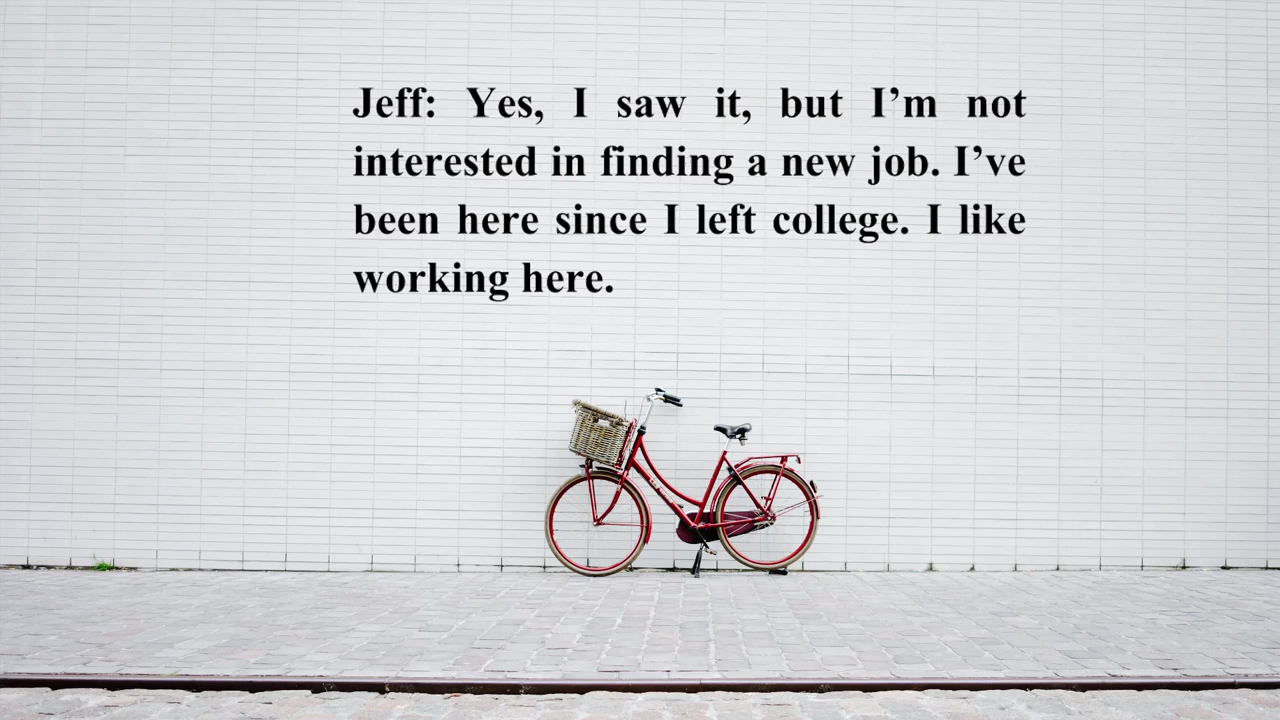 Jeff: Yes, I saw it, but I’m not
interested in finding a new job. I’ve
been here since I left college. I like
working here.